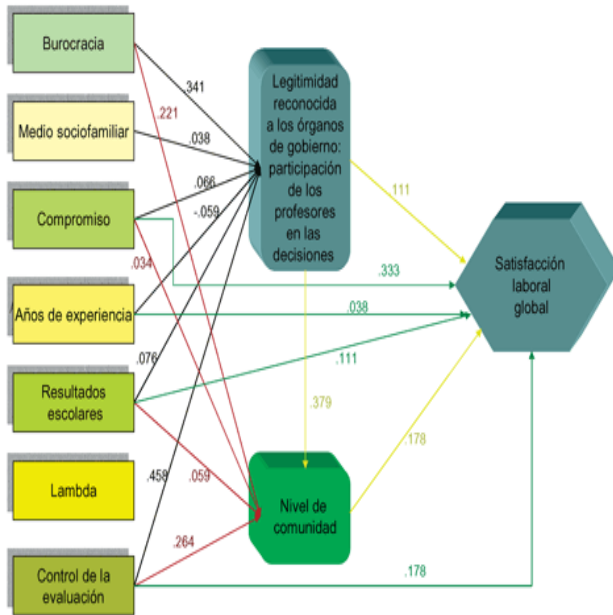 Burocracia
Medio sociofamiliar
Compromiso
Años de experiencia
Resultados
escolares
Lambda
Control de la
evaluación
.341
.221
.038
.066
-.059
.034
.076
.458
.059
.264
Legitimidad
reconocida
a los órganos
de gobierno:
participación
de los
profesores
en las
decisiones
111
.333
.038
.111
.379
.178
.178
Nivel de
comunidad
Satisfacción
laboral
global